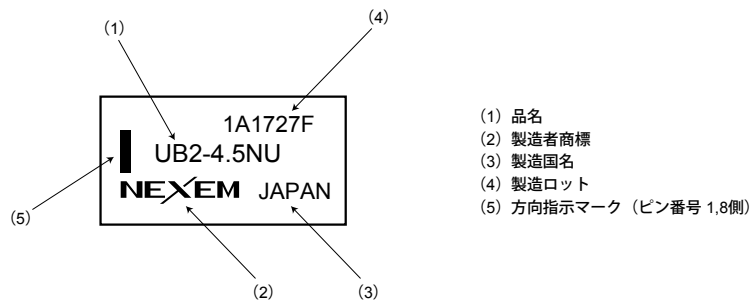 (1)
(4)
1A1727F
UB2-4.5NU
NEXEM JAPAN
(5)
(2)
(3)
(1) 品名
(2) 製造者商標
(3) 製造国名
(4) 製造ロット
(5) 方向指示マーク（ピン番号 1,8側）